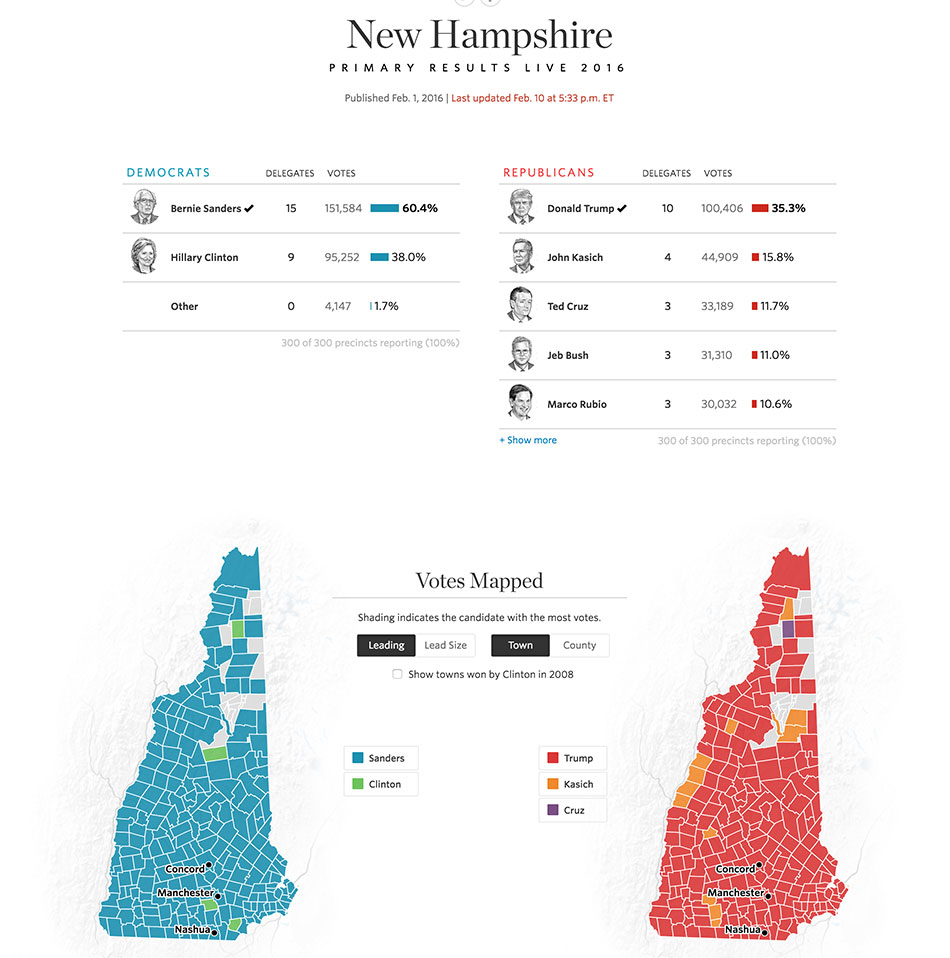 New Hampshire
PRIMARY RESULTS LIVE 2016
Published Feb. 1, 2016 | Last updated Feb. 10 at 5:33 p.m. ET
DEMOCRATS DELEGATES VOTES
Bernie Sanders ✔ 15 151,584 60.4%
Hillary Clinton 9 95,252 38.0%
Other 0 4,147 1.7%
300 of 300 precincts reporting (100%)
REPUBLICANS DELEGATES VOTES
Donald Trump ✔ 10 100,406 35.3%
John Kasich 4 44,909 15.8%
Ted Cruz 3 33,189 11.7%
Jeb Bush 3 31,310 11.0%
Marco Rubio 3 30,032 10.6%
+ Show more 300 of 300 precincts reporting (100%)
Votes Mapped
Shading indicates the candidate with the most votes.
Leading Lead Size Town County
Show towns won by Clinton in 2008
Sanders
Clinton
Trump
Kasich
Cruz
Concord
Manchester
Nashua
Concord
Manchester
Nashua